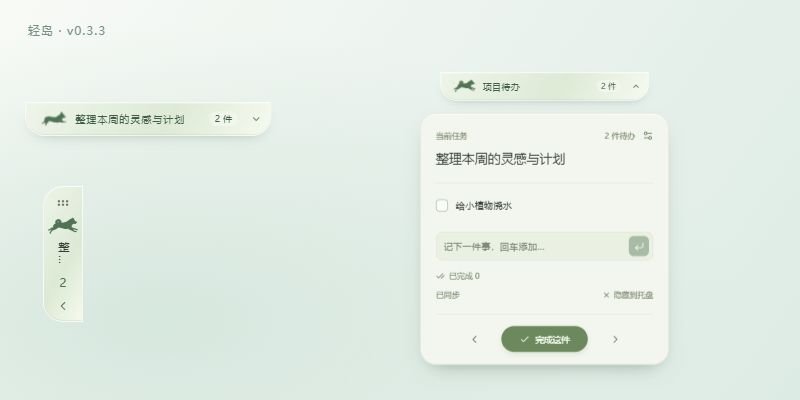 轻岛 · v0.3.3
整理本周的灵感与计划 2 件
整
⋮
2
项目待办 2 件
当前任务 2 件待办
整理本周的灵感与计划
给小植物浇水
记下一件事，回车添加...
已完成 0
已同步 隐藏到托盘
完成这件